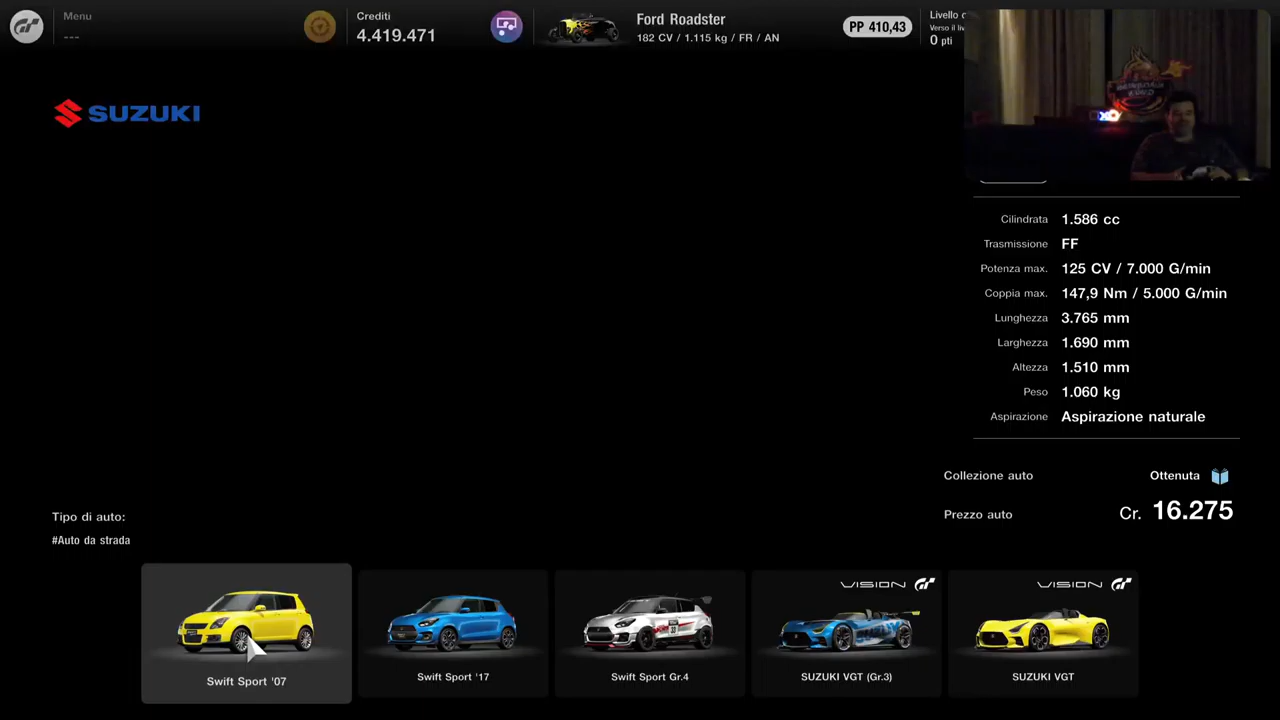 Menu
---
Crediti
4.419.471
Ford Roadster
182 CV / 1.115 kg / FR / AN
PP 410,43
Livello c
Verso il liv
0 pti
SUZUKI
Cilindrata 1.586 cc
Trasmissione FF
Potenza max. 125 CV / 7.000 G/min
Coppia max. 147,9 Nm / 5.000 G/min
Lunghezza 3.765 mm
Larghezza 1.690 mm
Altezza 1.510 mm
Peso 1.060 kg
Aspirazione Aspirazione naturale
Collezione auto Ottenuta
Prezzo auto Cr. 16.275
Tipo di auto:
#Auto da strada
Swift Sport '07
Swift Sport '17
Swift Sport Gr.4
VISION GT
SUZUKI VGT (Gr.3)
VISION GT
SUZUKI VGT